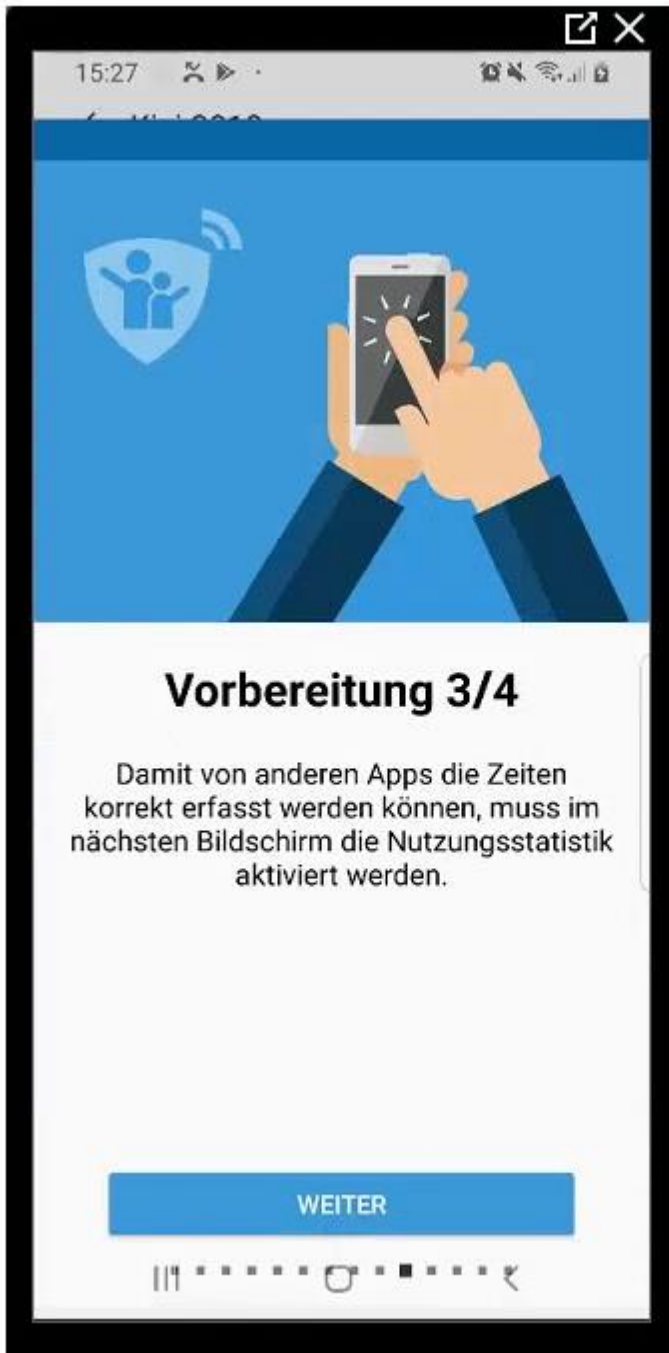 15:27
Vorbereitung 3/4
Damit von anderen Apps die Zeiten
korrekt erfasst werden können, muss im
nächsten Bildschirm die Nutzungsstatistik
aktiviert werden.
WEITER